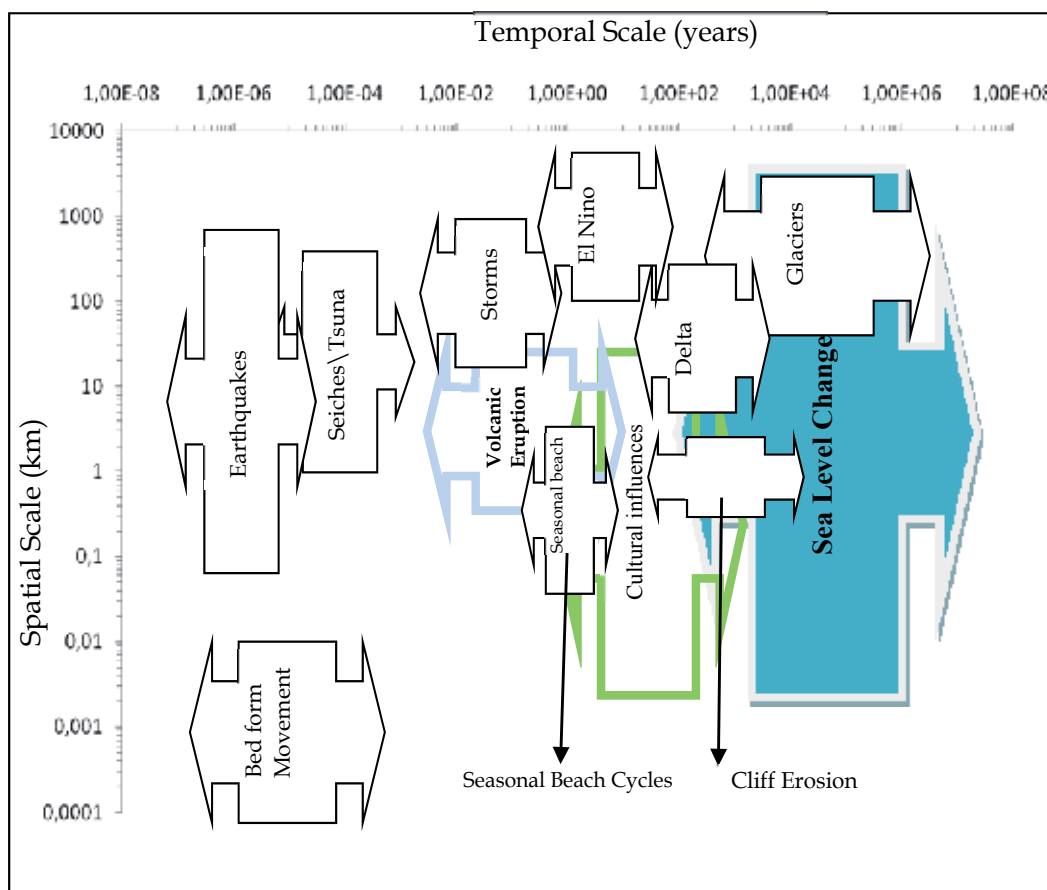 Temporal Scale (years)
1,00E-08 1,00E-06 1,00E-04 1,00E-02 1,00E+00 1,00E+02 1,00E+04 1,00E+06 1,00E+08
Spatial Scale (km)
10000
1000
100
10
1
0,1
0,01
0,001
0,0001
Earthquakes
Seiches\Tsuna
Storms
El Nino
Glaciers
Delta
Volcanic
Eruption
Seasonal beach
Cultural influences
Sea Level Change
Bed form
Movement
Seasonal Beach Cycles
Cliff Erosion